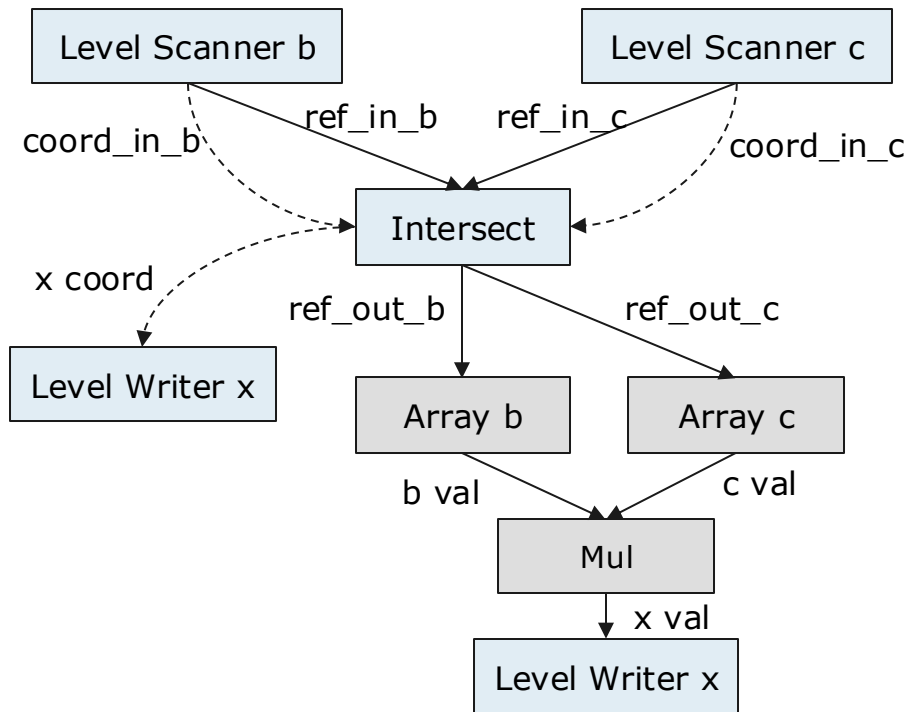 Level Scanner b
Level Scanner c
ref_in_b
ref_in_c
coord_in_b
coord_in_c
Intersect
x coord
ref_out_b
ref_out_c
Level Writer x
Array b
Array c
b val
c val
Mul
x val
Level Writer x